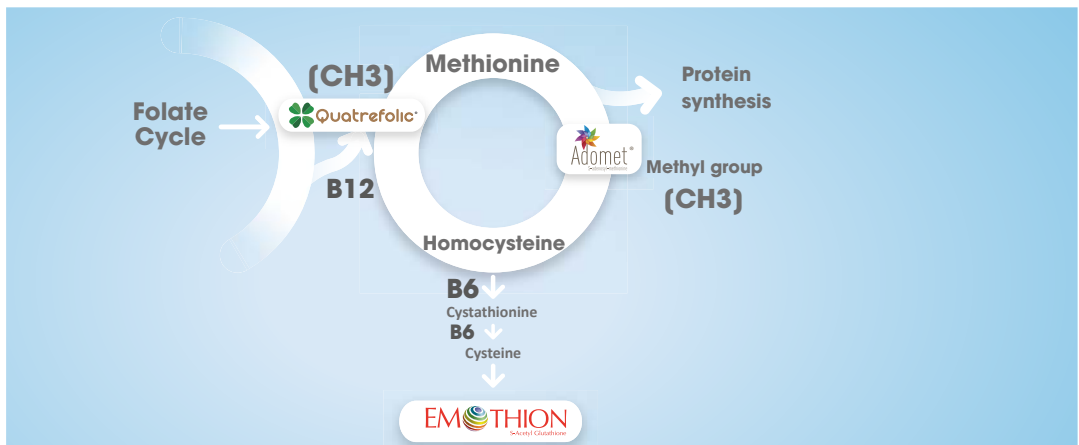 Folate
Cycle
(CH3)
Quatrefolic®
B12
Methionine
Protein
synthesis
Adomet®
Methyl group
(CH3)
Homocysteine
B6
Cystathionine
B6
Cysteine
EMOTHION
S-Acetyl Glutathione